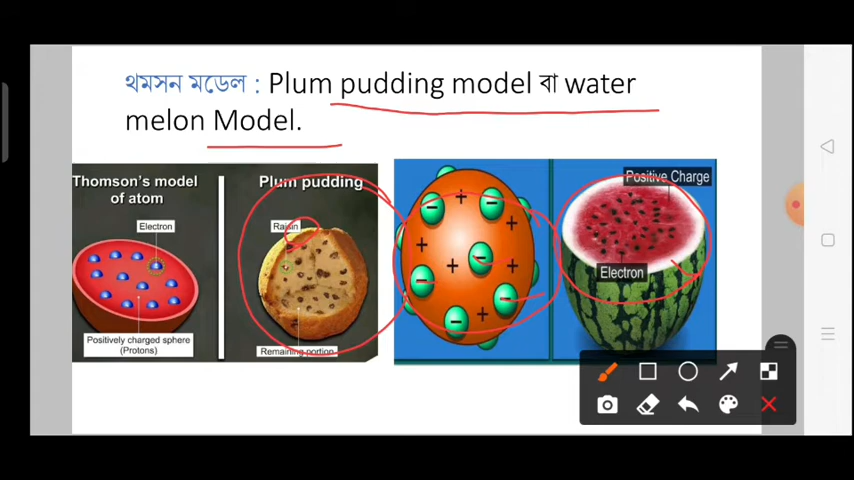 থমসন মডেল : Plum pudding model বা water
melon Model.
Thomson's model
of atom
Electron
Positively charged sphere
(Protons)
Plum pudding
Raisin
Remaining portion
Positive Charge
Electron